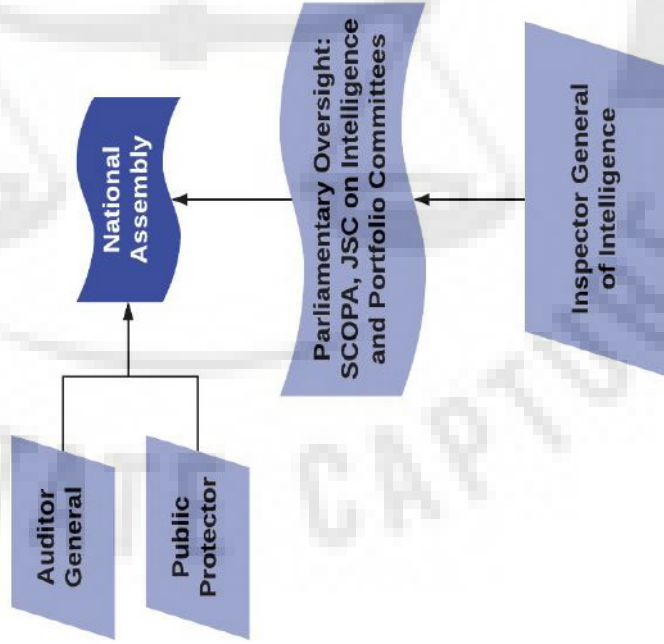 Auditor
General
Public
Protector
National
Assembly
Parliamentary Oversight:
SCOPA, JSC on Intelligence
and Portfolio Committees
Inspector General
of Intelligence